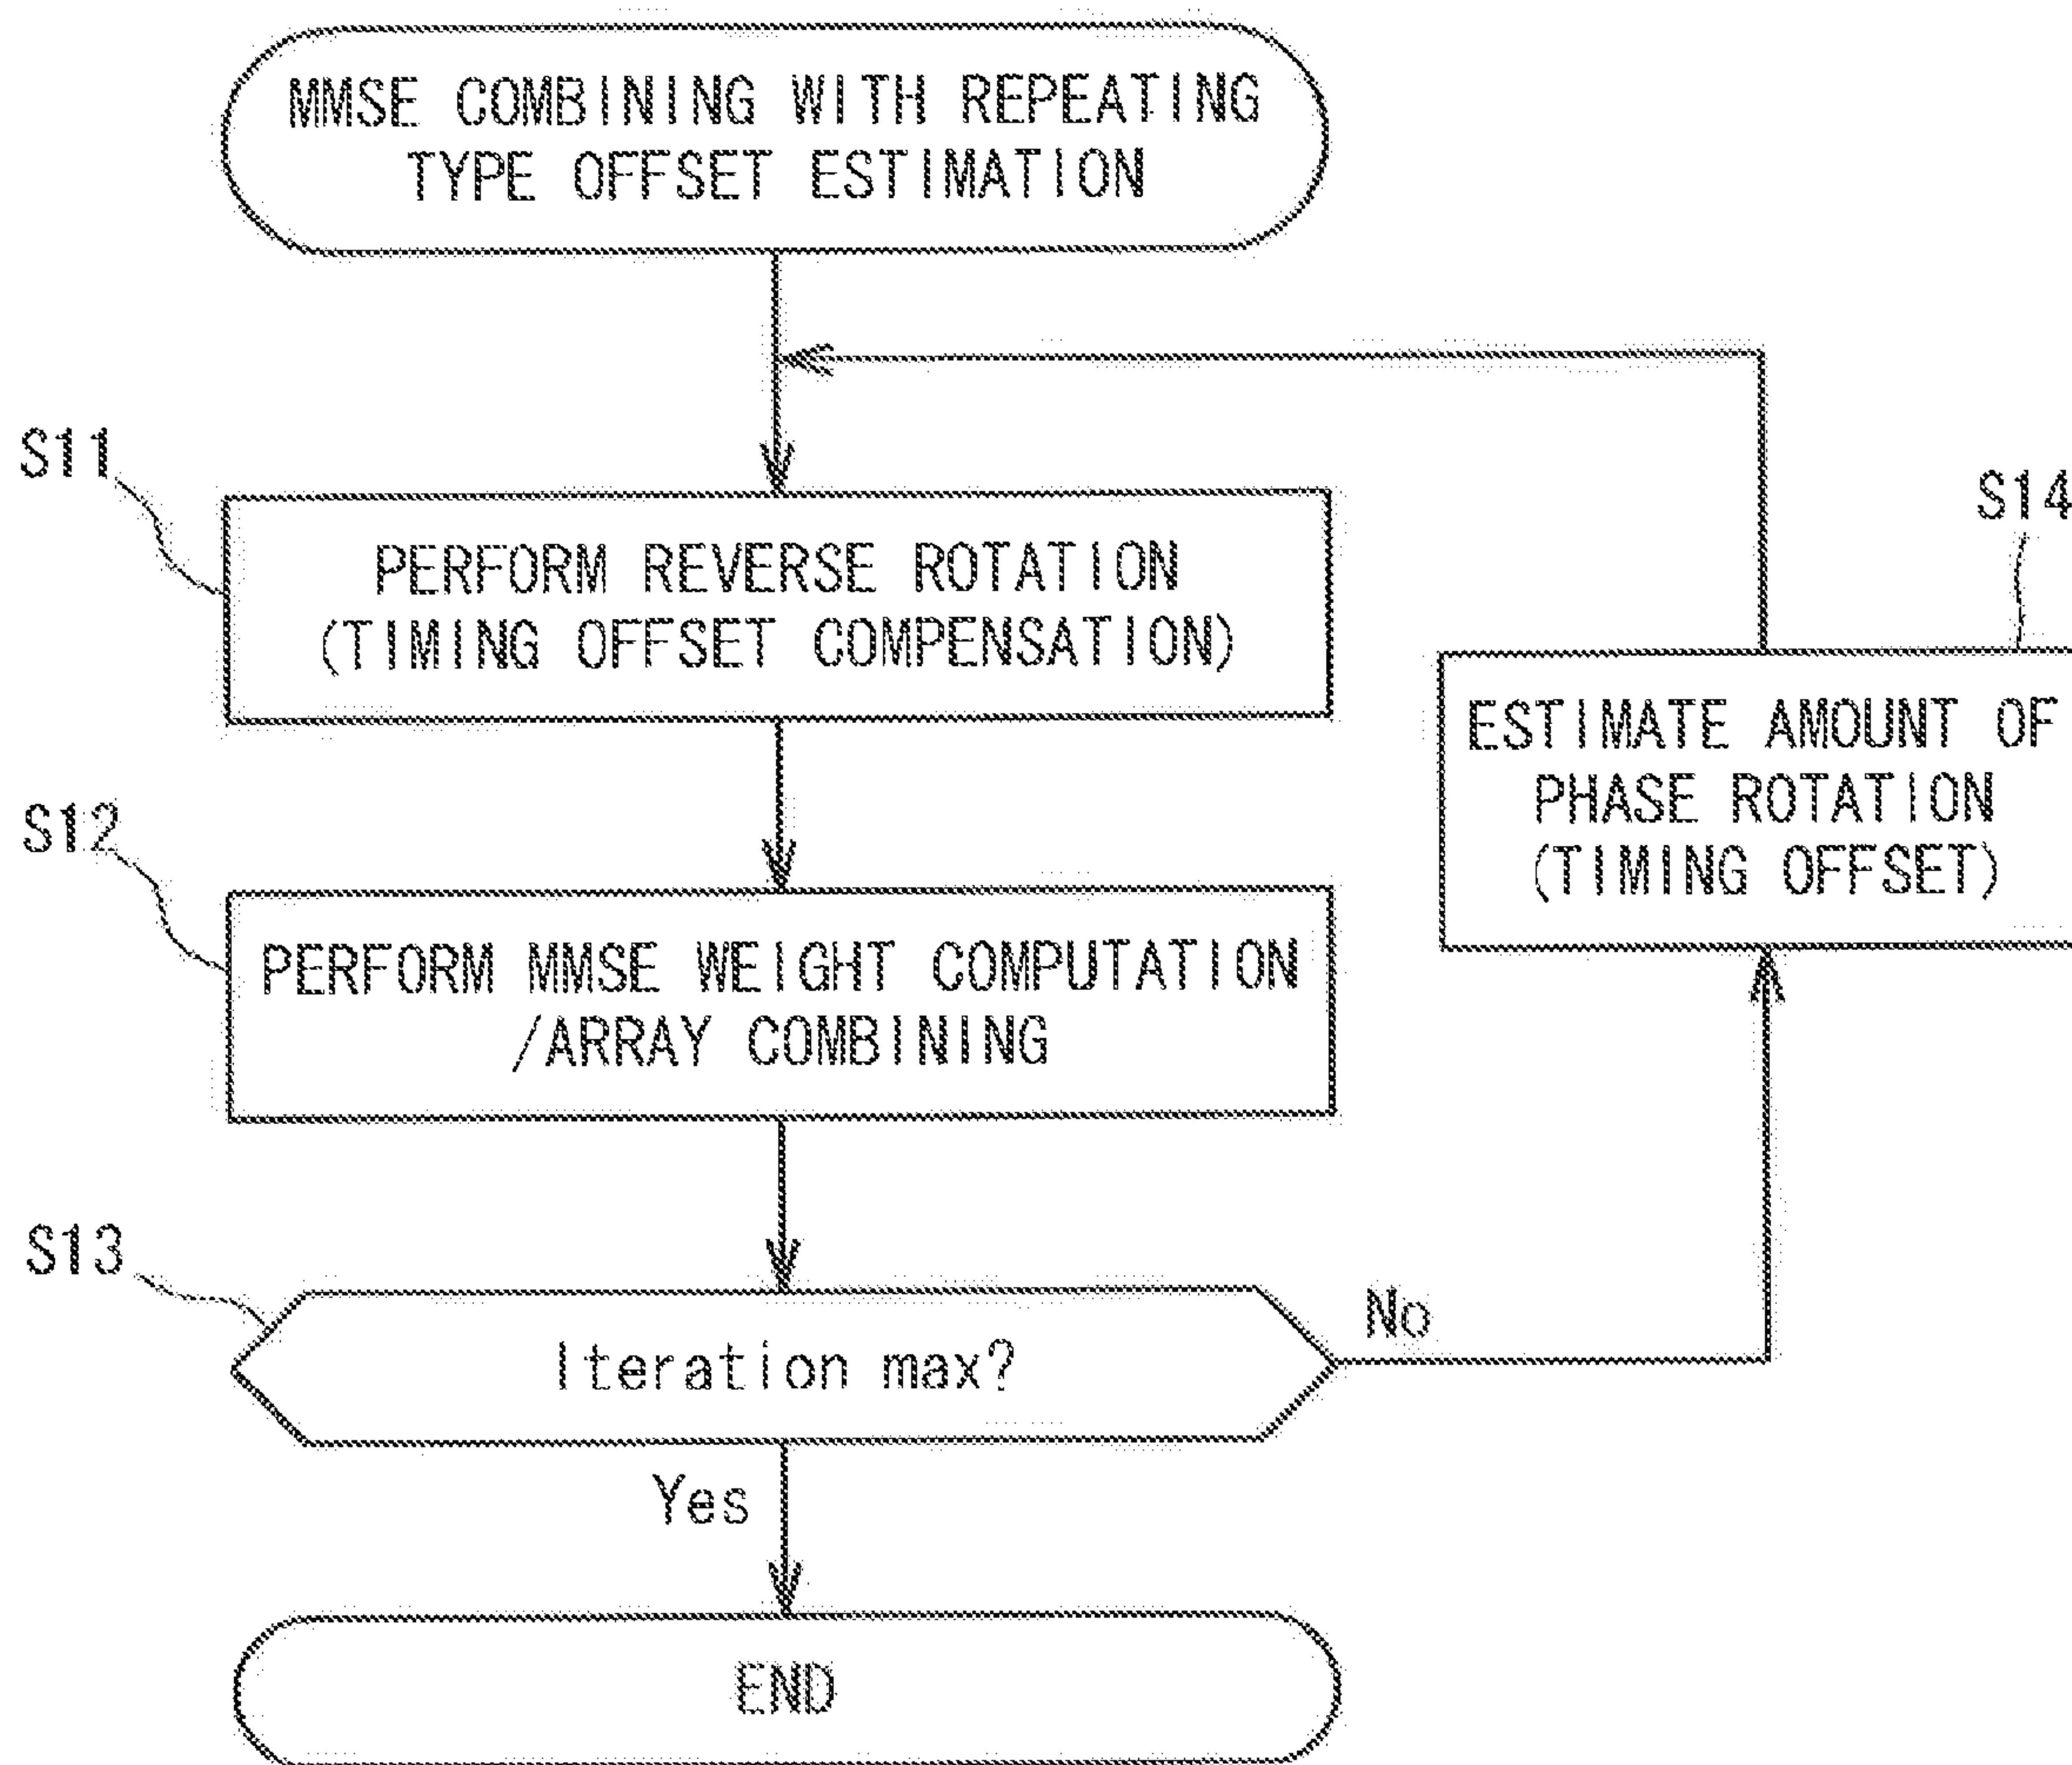 MMSE COMBINING WITH REPEATING
TYPE OFFSET ESTIMATION
S11
PERFORM REVERSE ROTATION
(TIMING OFFSET COMPENSATION)
S14
ESTIMATE AMOUNT OF
PHASE ROTATION
(TIMING OFFSET)
S12
PERFORM MMSE WEIGHT COMPUTATION
/ARRAY COMBINING
S13
Iteration max?
No
Yes
END